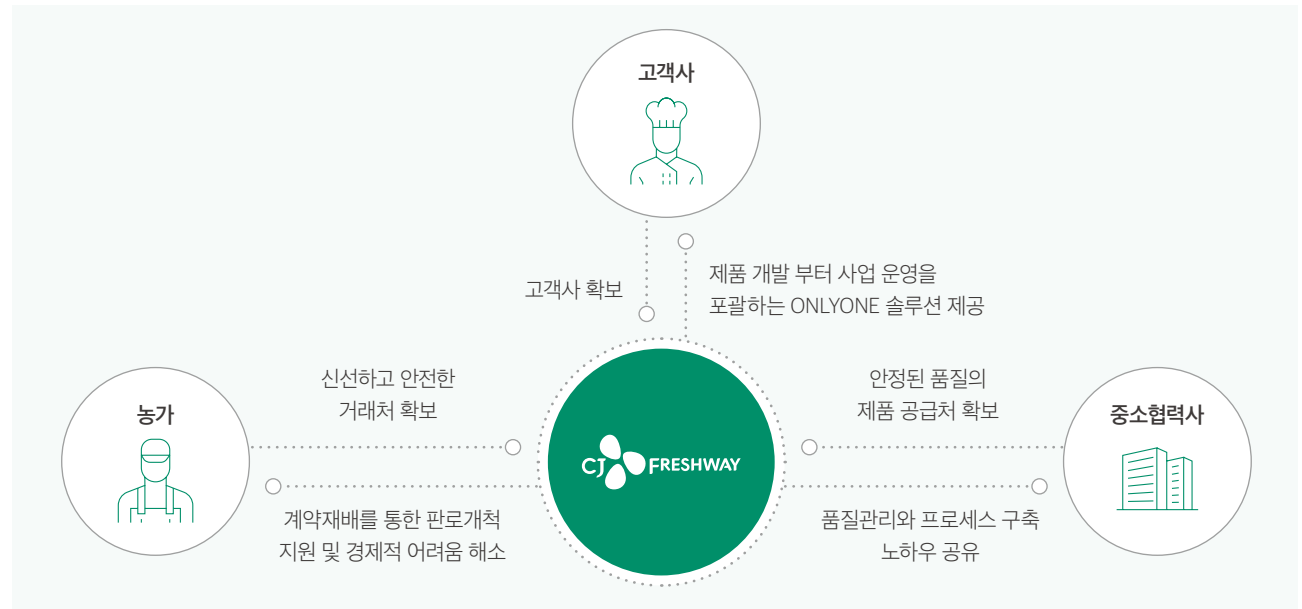 고객사
고객사 확보
제품 개발 부터 사업 운영을
포괄하는 ONLYONE 솔루션 제공
농가
신선하고 안전한
거래처 확보
계약재배를 통한 판로개척
지원 및 경제적 어려움 해소
CJ FRESHWAY
안정된 품질의
제품 공급처 확보
품질관리와 프로세스 구축
노하우 공유
중소협력사